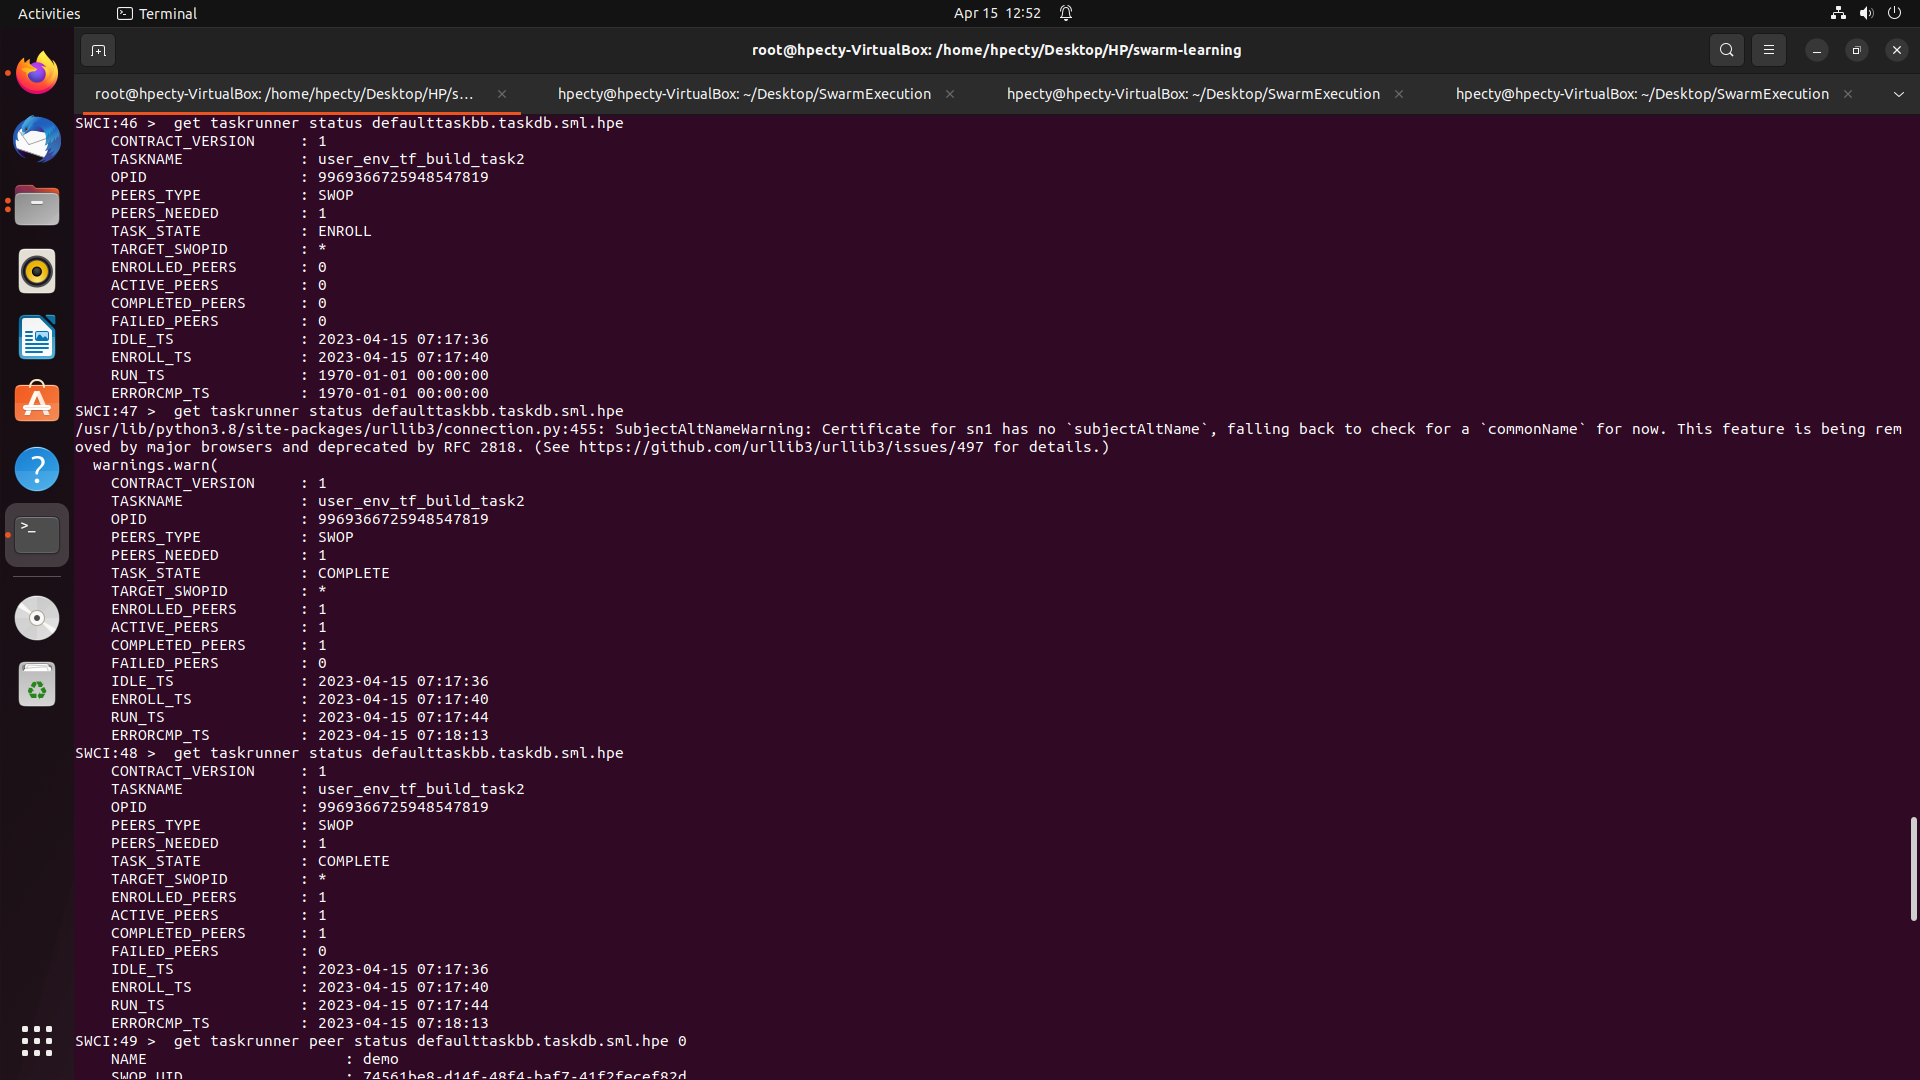 Activities
Terminal
Apr 15 12:52
root@hpecty-VirtualBox: /home/hpecty/Desktop/HP/swarm-learning
root@hpecty-VirtualBox: /home/hpecty/Desktop/HP/s...
hpecty@hpecty-VirtualBox: ~/Desktop/SwarmExecution
hpecty@hpecty-VirtualBox: ~/Desktop/SwarmExecution
hpecty@hpecty-VirtualBox: ~/Desktop/SwarmExecution
SWCI:46 > get taskrunner status defaulttaskbb.taskdb.sml.hpe
CONTRACT_VERSION : 1
TASKNAME : user_env_tf_build_task2
OPID : 9969366725948547819
PEERS_TYPE : SWOP
PEERS_NEEDED : 1
TASK_STATE : ENROLL
TARGET_SWOPID : *
ENROLLED_PEERS : 0
ACTIVE_PEERS : 0
COMPLETED_PEERS : 0
FAILED_PEERS : 0
IDLE_TS : 2023-04-15 07:17:36
ENROLL_TS : 2023-04-15 07:17:40
RUN_TS : 1970-01-01 00:00:00
ERRORCMP_TS : 1970-01-01 00:00:00
SWCI:47 > get taskrunner status defaulttaskbb.taskdb.sml.hpe
/usr/lib/python3.8/site-packages/urllib3/connection.py:455: SubjectAltNameWarning: Certificate for sn1 has no `subjectAltName`, falling back to check for a `commonName` for now. This feature is being rem
oved by major browsers and deprecated by RFC 2818. (See https://github.com/urllib3/urllib3/issues/497 for details.)
warnings.warn(
CONTRACT_VERSION : 1
TASKNAME : user_env_tf_build_task2
OPID : 9969366725948547819
PEERS_TYPE : SWOP
PEERS_NEEDED : 1
TASK_STATE : COMPLETE
TARGET_SWOPID : *
ENROLLED_PEERS : 1
ACTIVE_PEERS : 1
COMPLETED_PEERS : 1
FAILED_PEERS : 0
IDLE_TS : 2023-04-15 07:17:36
ENROLL_TS : 2023-04-15 07:17:40
RUN_TS : 2023-04-15 07:17:44
ERRORCMP_TS : 2023-04-15 07:18:13
SWCI:48 > get taskrunner status defaulttaskbb.taskdb.sml.hpe
CONTRACT_VERSION : 1
TASKNAME : user_env_tf_build_task2
OPID : 9969366725948547819
PEERS_TYPE : SWOP
PEERS_NEEDED : 1
TASK_STATE : COMPLETE
TARGET_SWOPID : *
ENROLLED_PEERS : 1
ACTIVE_PEERS : 1
COMPLETED_PEERS : 1
FAILED_PEERS : 0
IDLE_TS : 2023-04-15 07:17:36
ENROLL_TS : 2023-04-15 07:17:40
RUN_TS : 2023-04-15 07:17:44
ERRORCMP_TS : 2023-04-15 07:18:13
SWCI:49 > get taskrunner peer status defaulttaskbb.taskdb.sml.hpe 0
NAME : demo
SWOP_UID : 74561be8-d14f-48f4-baf7-41f2fecef82d